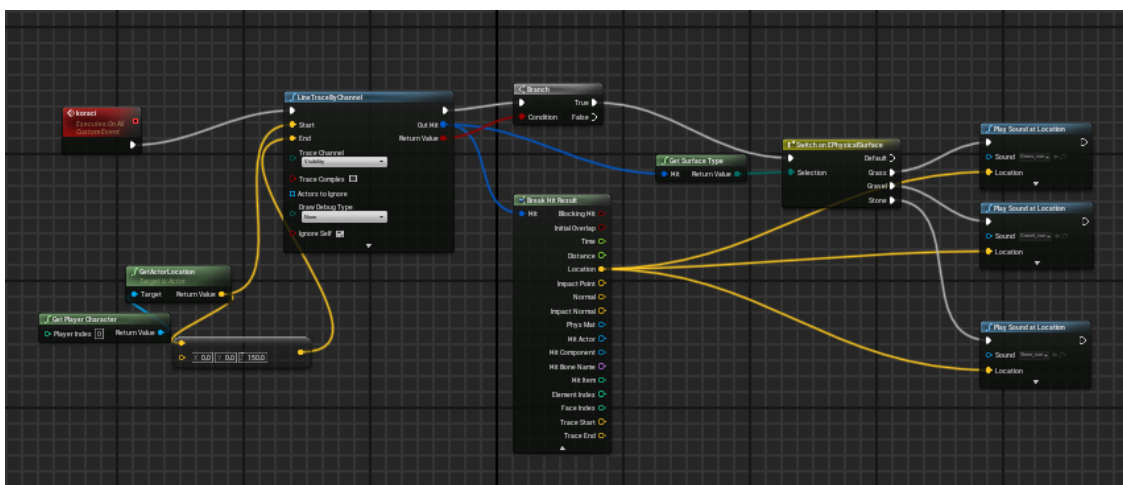 koraci
Executes On All
Custom Event
LineTraceByChannel
Start
Out Hit
End
Return Value
Trace Channel
Visibility
Trace Complex
Actors to Ignore
Draw Debug Type
None
Ignore Self
GetActorLocation
Target is Actor
Target
Return Value
Get Player Character
Player Index 0
Return Value
X 0,0 Y 0,0 Z 150,0
Branch
True
Condition
False
Break Hit Result
Hit
Blocking Hit
Initial Overlap
Time
Distance
Location
Impact Point
Normal
Impact Normal
Phys Mat
Hit Actor
Hit Component
Hit Bone Name
Hit Item
Element Index
Face Index
Trace Start
Trace End
Get Surface Type
Hit
Return Value
Switch on EPhysicalSurface
Default
Selection
Grass
Gravel
Stone
Play Sound at Location
Sound
Location
Play Sound at Location
Sound
Location
Play Sound at Location
Sound
Location